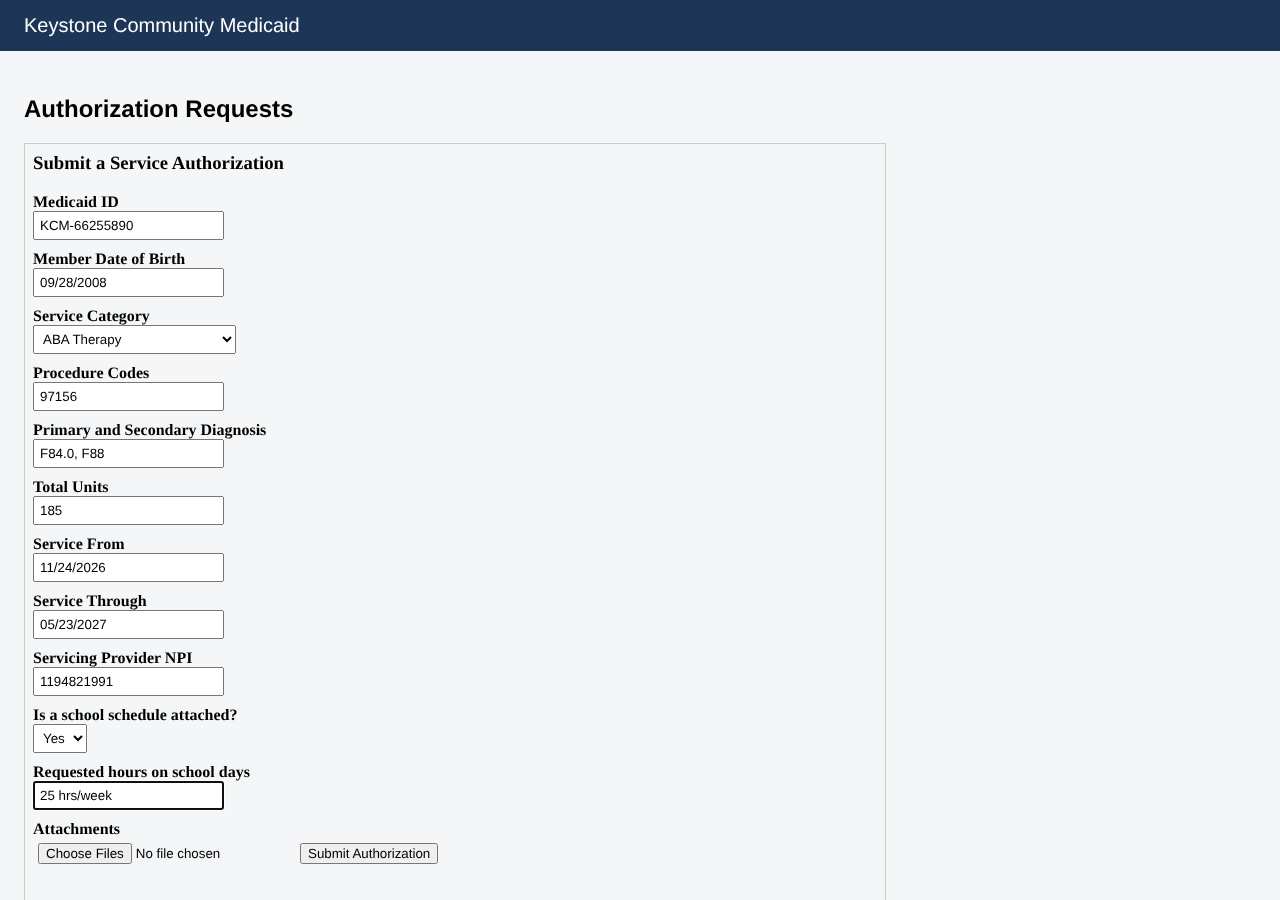 Keystone Community Medicaid
Authorization Requests
Submit a Service Authorization
Medicaid ID
KCM-66255890
Member Date of Birth
09/28/2008
Service Category
ABA Therapy
Procedure Codes
97156
Primary and Secondary Diagnosis
F84.0, F88
Total Units
185
Service From
11/24/2026
Service Through
05/23/2027
Servicing Provider NPI
1194821991
Is a school schedule attached?
Yes
Requested hours on school days
25 hrs/week
Attachments
Choose Files No file chosen Submit Authorization